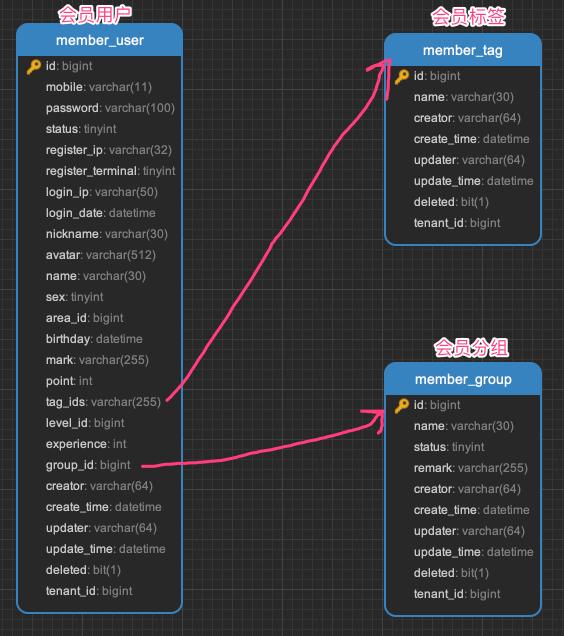 会员用户
member_user
id: bigint
mobile: varchar(11)
password: varchar(100)
status: tinyint
register_ip: varchar(32)
register_terminal: tinyint
login_ip: varchar(50)
login_date: datetime
nickname: varchar(30)
avatar: varchar(512)
name: varchar(30)
sex: tinyint
area_id: bigint
birthday: datetime
mark: varchar(255)
point: int
tag_ids: varchar(255)
level_id: bigint
experience: int
group_id: bigint
creator: varchar(64)
create_time: datetime
updater: varchar(64)
update_time: datetime
deleted: bit(1)
tenant_id: bigint
会员标签
member_tag
id: bigint
name: varchar(30)
creator: varchar(64)
create_time: datetime
updater: varchar(64)
update_time: datetime
deleted: bit(1)
tenant_id: bigint
会员分组
member_group
id: bigint
name: varchar(30)
status: tinyint
remark: varchar(255)
creator: varchar(64)
create_time: datetime
updater: varchar(64)
update_time: datetime
deleted: bit(1)
tenant_id: bigint